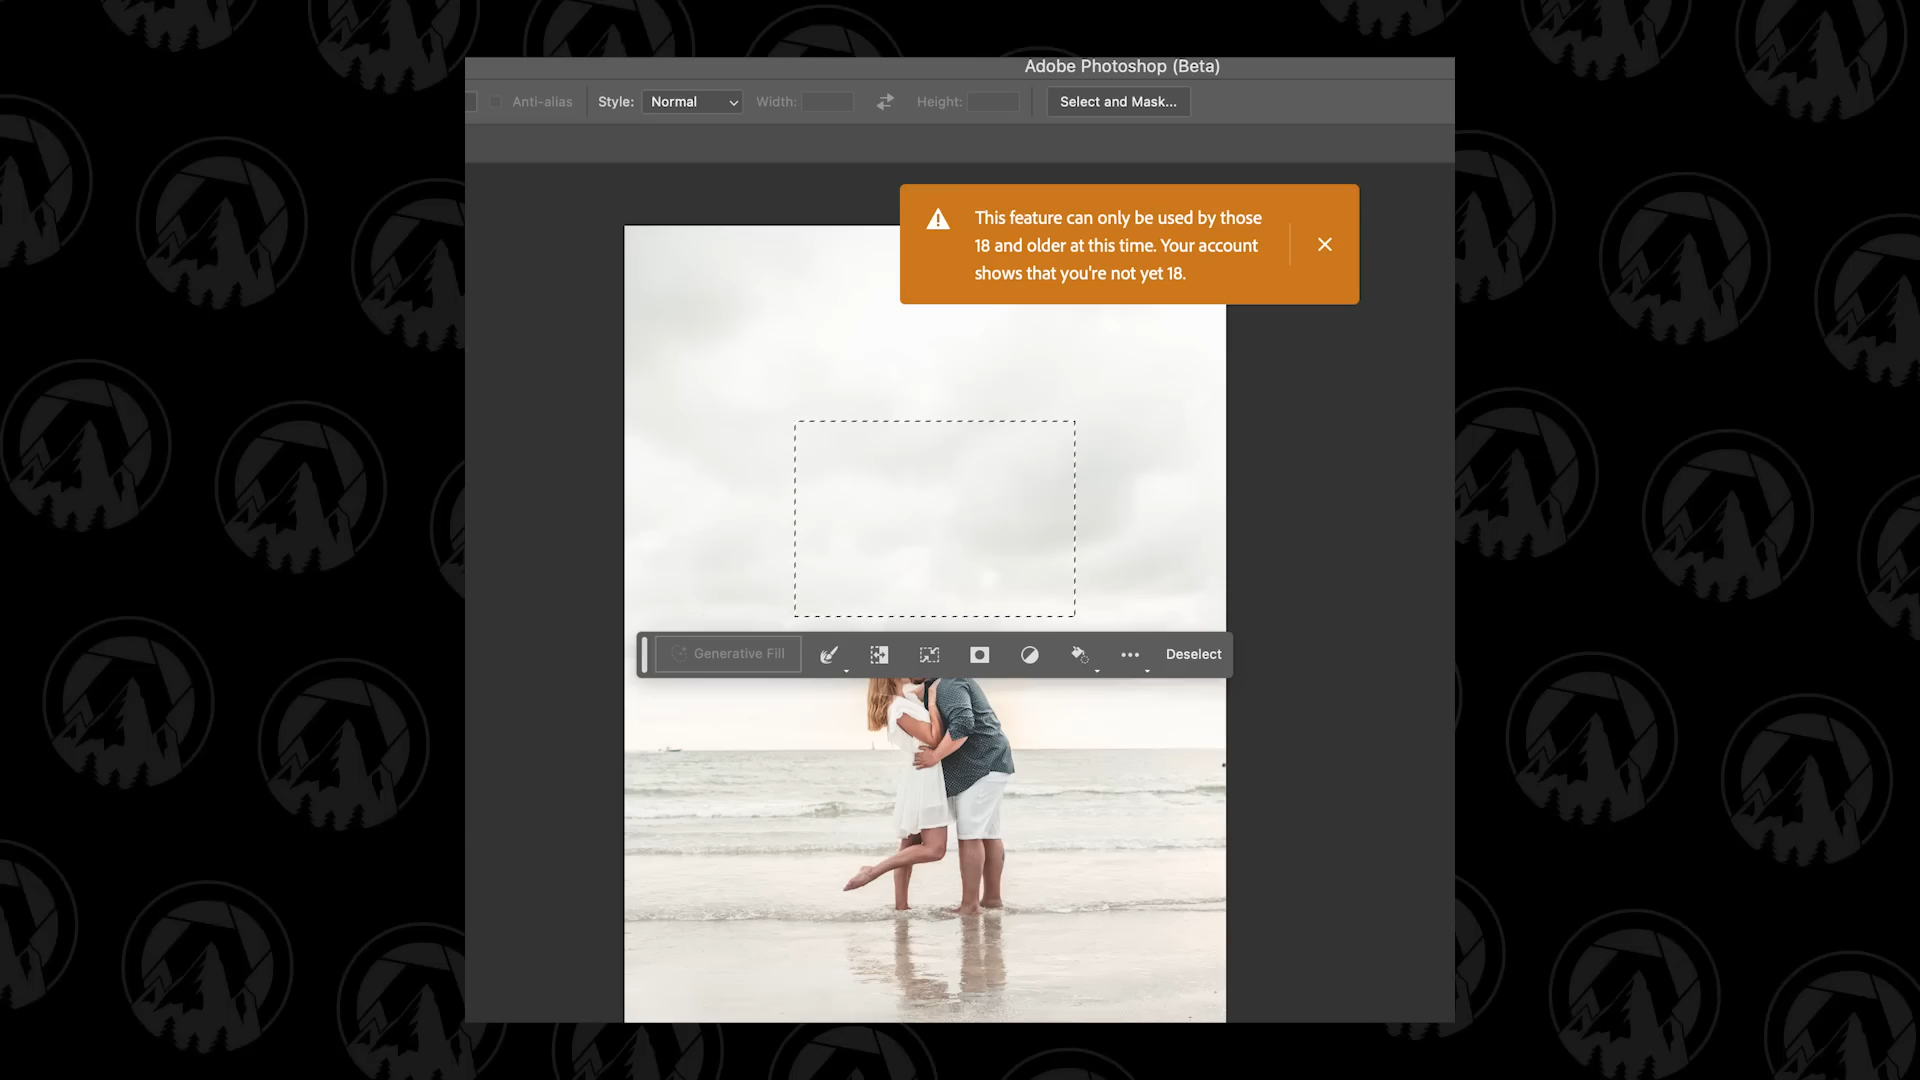 Adobe Photoshop (Beta)
Anti-alias Style: Normal Width: Height: Select and Mask...
This feature can only be used by those
18 and older at this time. Your account
shows that you're not yet 18.
Generative Fill Deselect